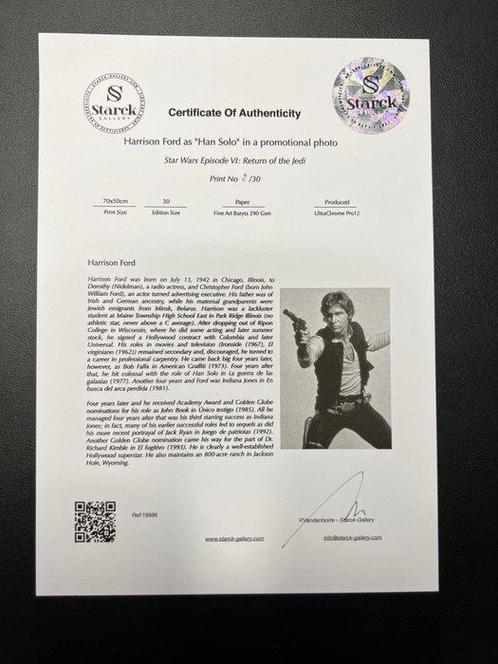 Starck
GALLERY
Starck
GALLERY
Certificate Of Authenticity
Harrison Ford as "Han Solo" in a promotional photo
Star Wars Episode VI: Return of the Jedi
Print No 2 /30
70x50cm 30 Paper Produced
Print Size Edition Size Fine Art Baryta 290 Gsm UltraChrome Pro12
Harrison Ford
Harrison Ford was born on July 13, 1942 in Chicago, Illinois, to
Dorothy (Nidelman), a radio actress, and Christopher Ford (born John
William Ford), an actor turned advertising executive. His father was of
Irish and German ancestry, while his maternal grandparents were
Jewish emigrants from Minsk, Belarus. Harrison was a lackluster
student at Maine Township High School East in Park Ridge Illinois (no
athletic star, never above a C average). After dropping out of Ripon
College in Wisconsin, where he did some acting and later summer
stock, he signed a Hollywood contract with Columbia and later
Universal. His roles in movies and television (Ironside (1967), El
virginiano (1962)) remained secondary and, discouraged, he turned to
a career in professional carpentry. He came back big four years later,
however, as Bob Falfa in American Graffiti (1973). Four years after
that, he hit colossal with the role of Han Solo in La guerra de las
galaxias (1977). Another four years and Ford was Indiana Jones in En
busca del arca perdida (1981).
Four years later and he received Academy Award and Golden Globe
nominations for his role as John Book in Único testigo (1985). All he
managed four years after that was his third starring success as Indiana
Jones; in fact, many of his earlier successful roles led to sequels as did
his more recent portrayal of Jack Ryan in Juego de patriotas (1992).
Another Golden Globe nomination came his way for the part of Dr.
Richard Kimble in El fugitivo (1993). He is clearly a well-established
Hollywood superstar. He also maintains an 800-acre ranch in Jackson
Hole, Wyoming.
Ref:19986
P.Vandenborre - Starck-Gallery
www.starck-gallery.com
info@starck-gallery.com